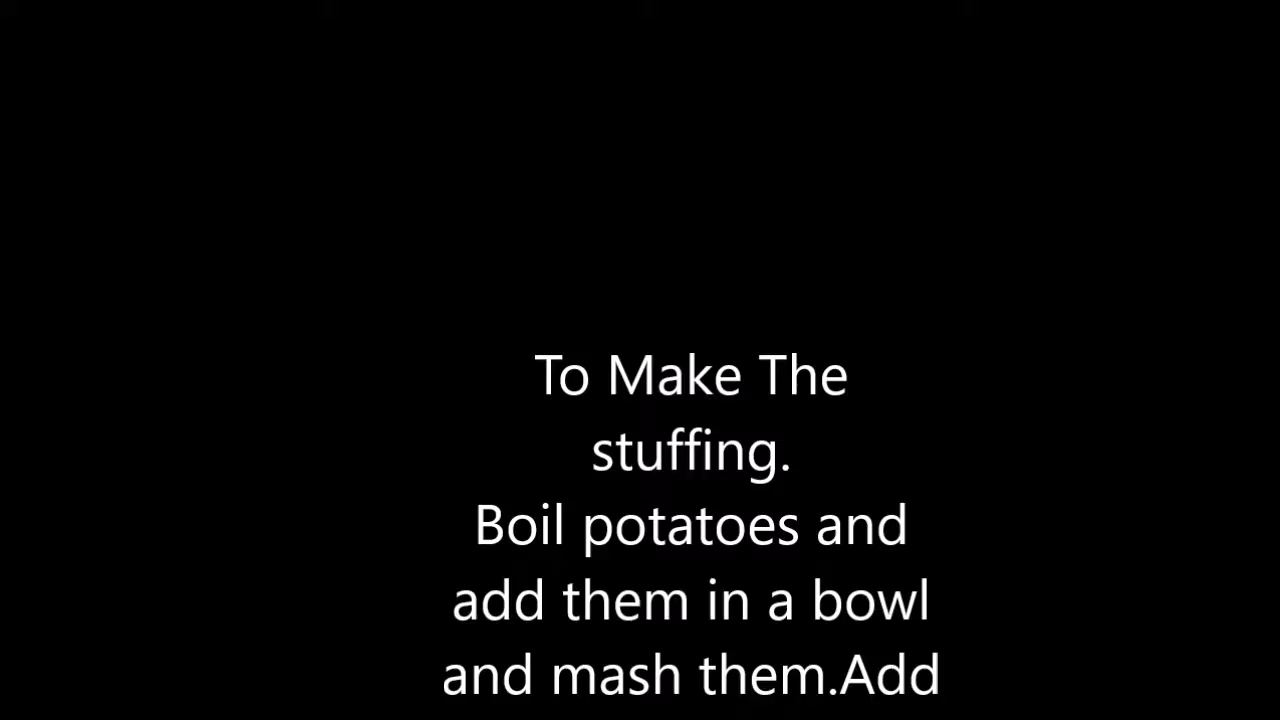 To Make The
stuffing.
Boil potatoes and
add them in a bowl
and mash them.Add